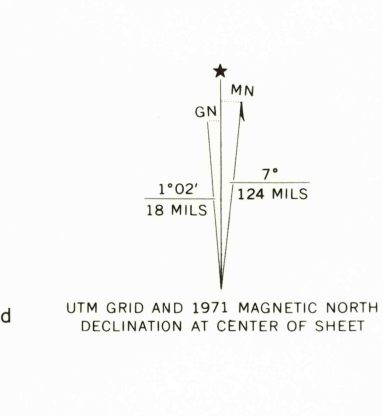 ★
MN
GN
1°02′
18 MILS
7°
124 MILS
d
UTM GRID AND 1971 MAGNETIC NORTH
DECLINATION AT CENTER OF SHEET